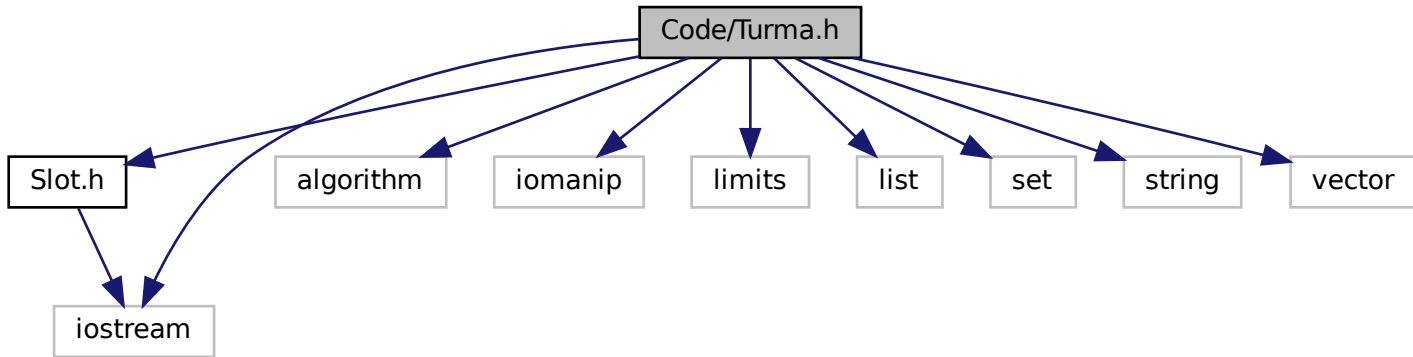 Code/Turma.h
Slot.h
algorithm
iomanip
limits
list
set
string
vector
iostream